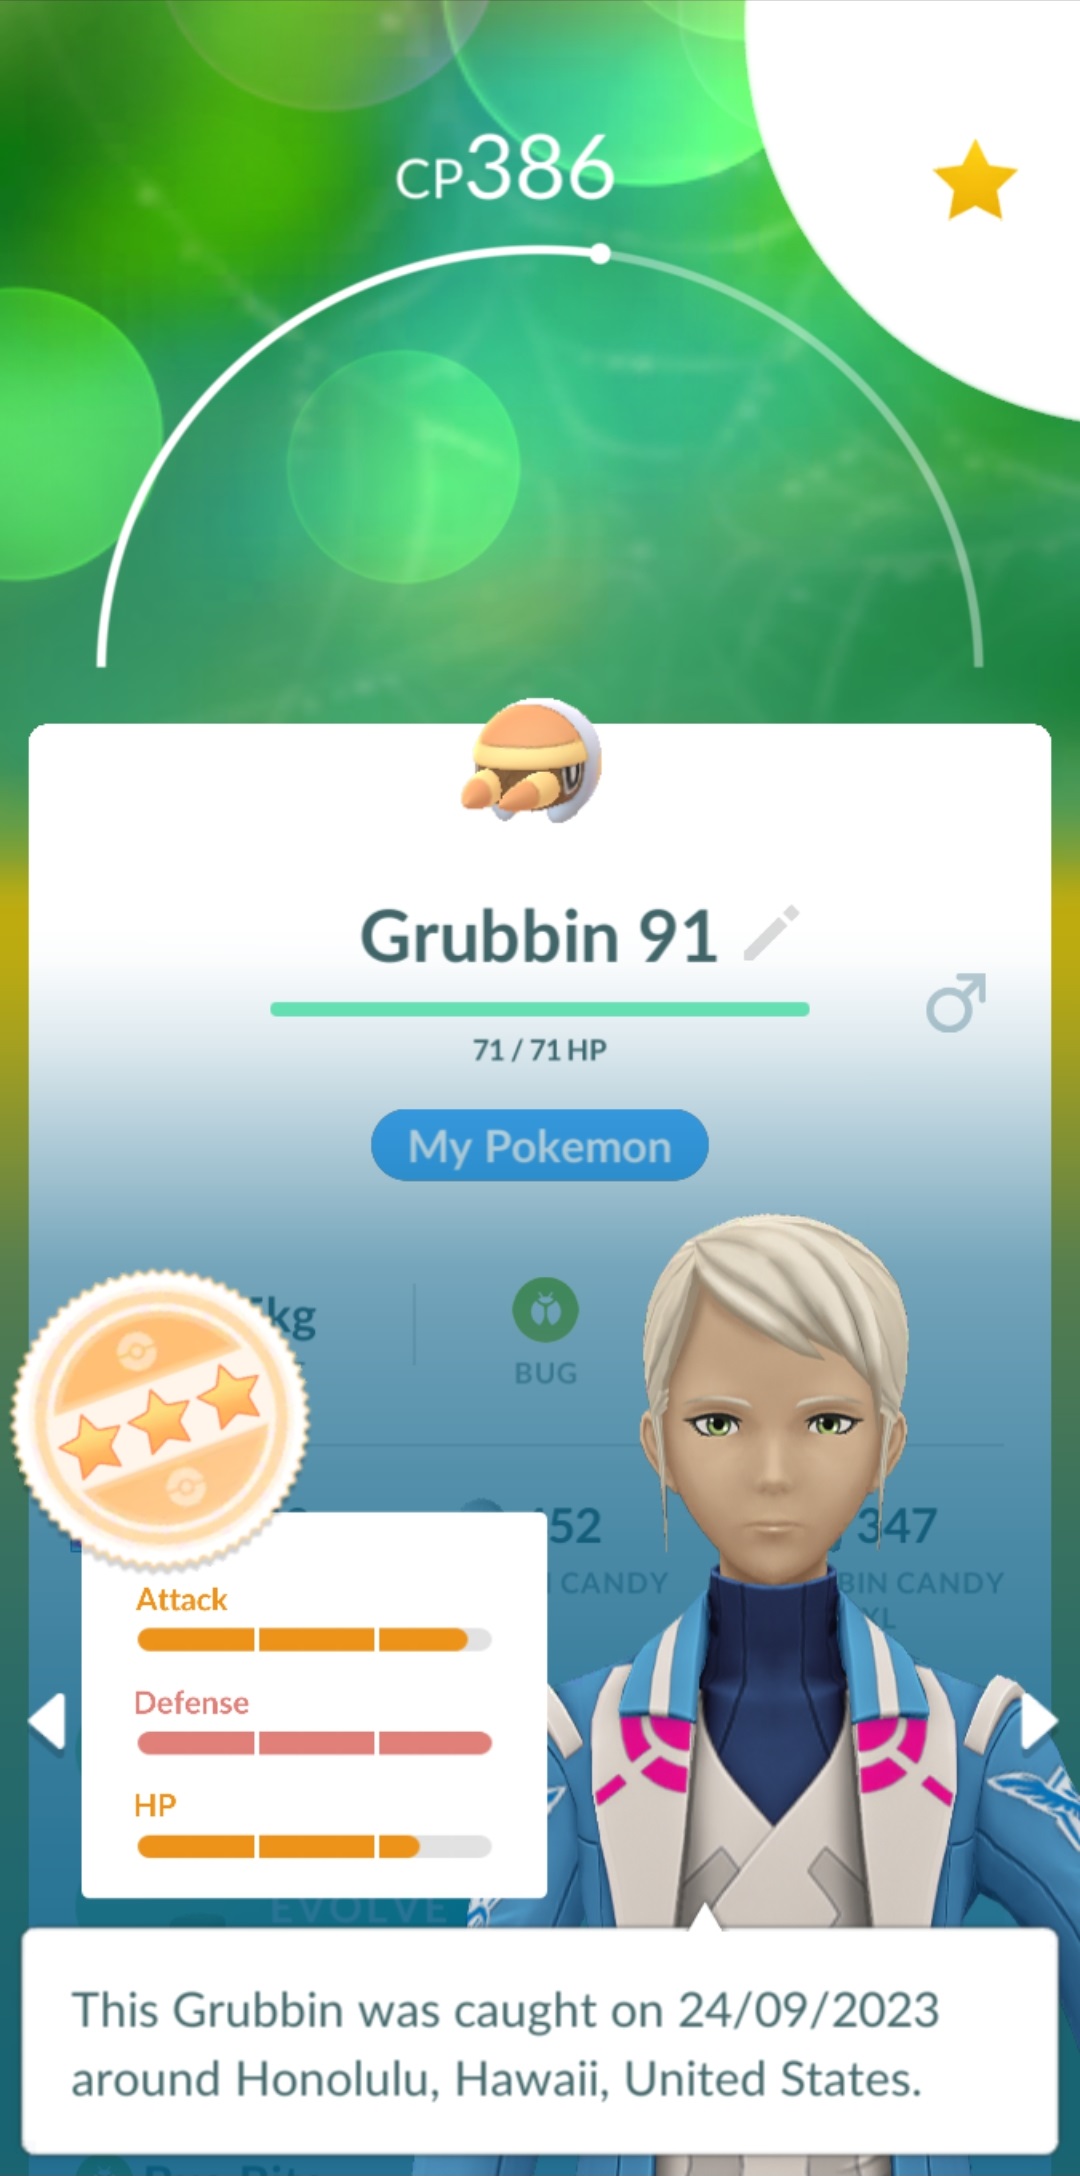 CP386
Grubbin 91
71 / 71 HP
My Pokemon
kg
BUG
52
347
CANDY
BIN CANDY
XL
Attack
Defense
HP
EVOLVE
This Grubbin was caught on 24/09/2023
around Honolulu, Hawaii, United States.